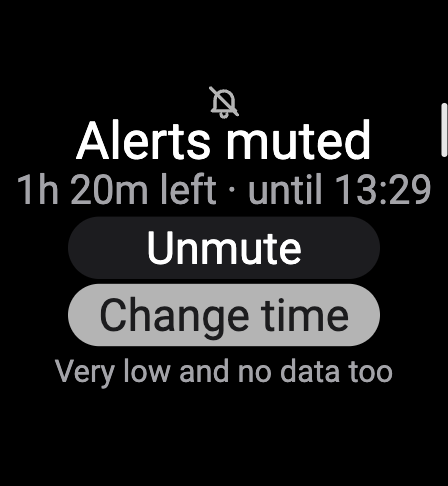 Alerts muted
1h 20m left · until 13:29
Unmute
Change time
Very low and no data too